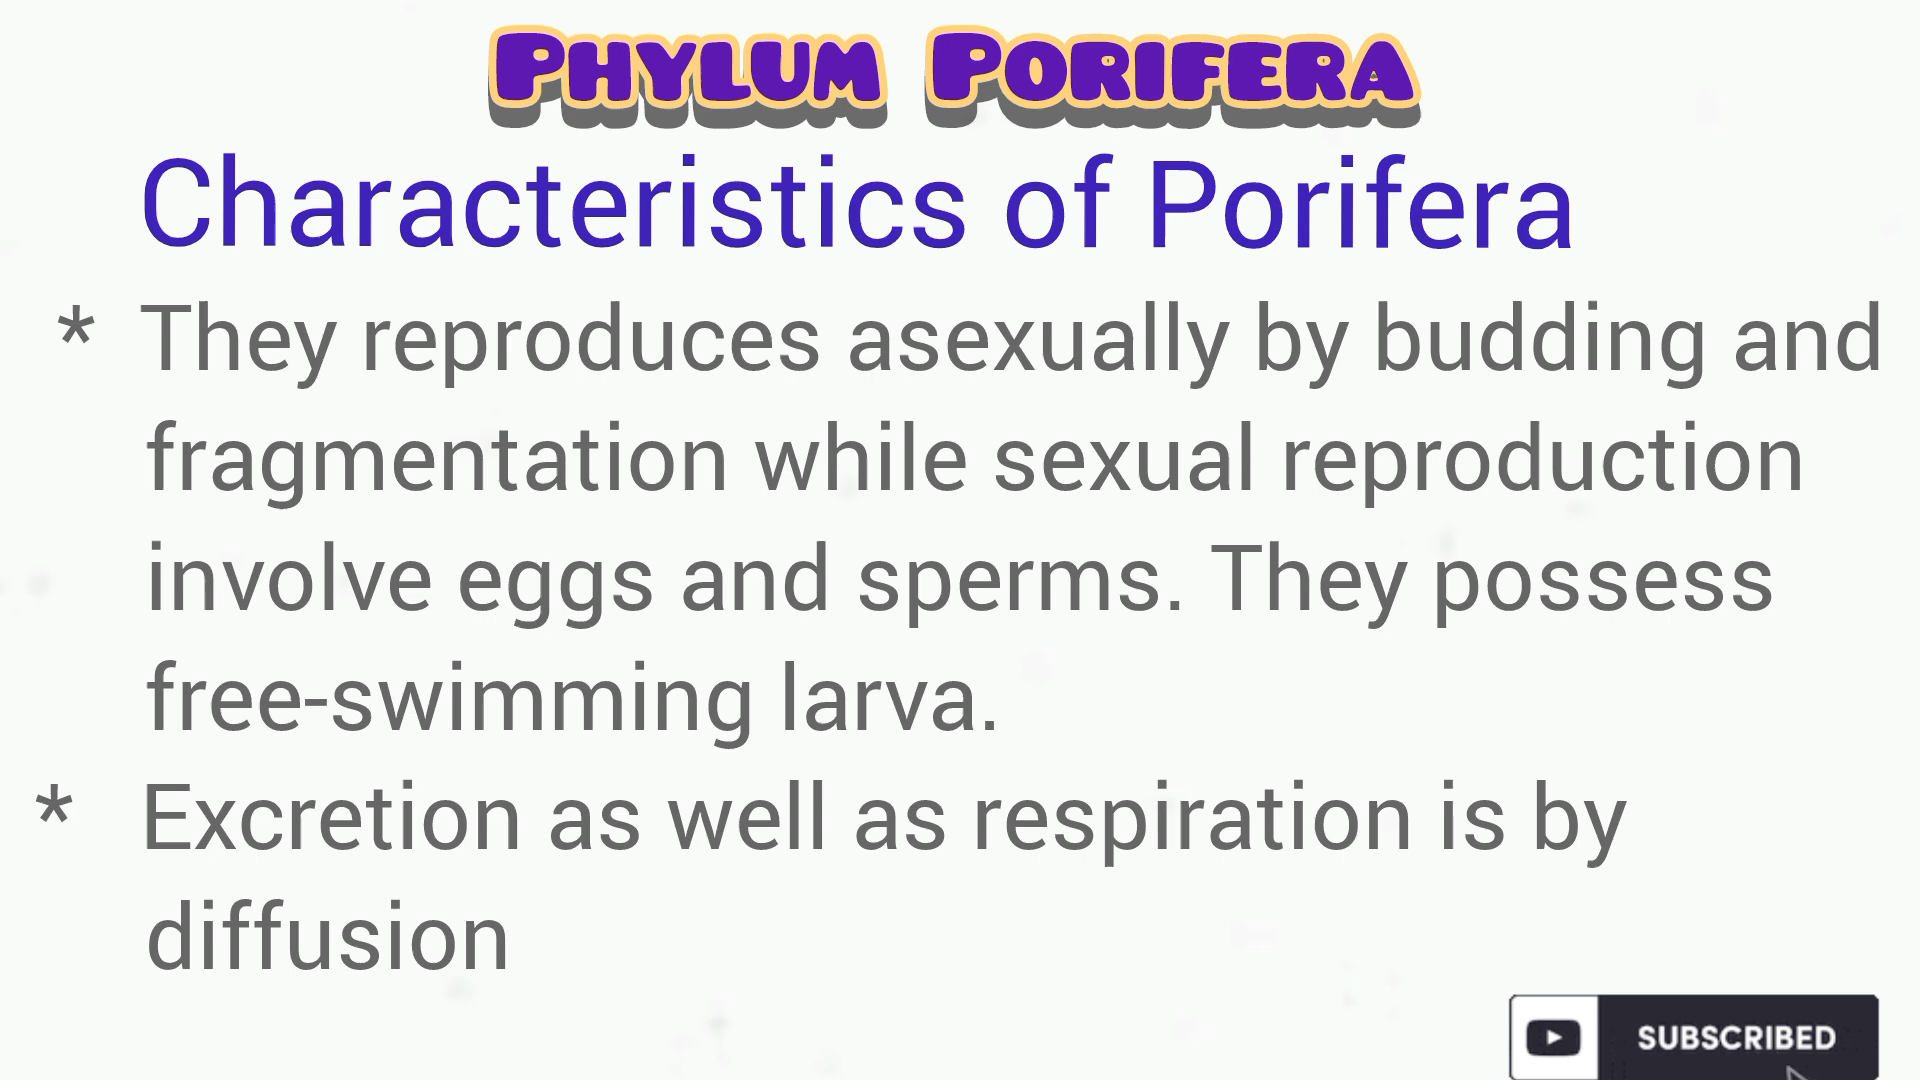 PHYLUM PORIFERA
Characteristics of Porifera
* They reproduces asexually by budding and
fragmentation while sexual reproduction
involve eggs and sperms. They possess
free-swimming larva.
* Excretion as well as respiration is by
diffusion
SUBSCRIBED